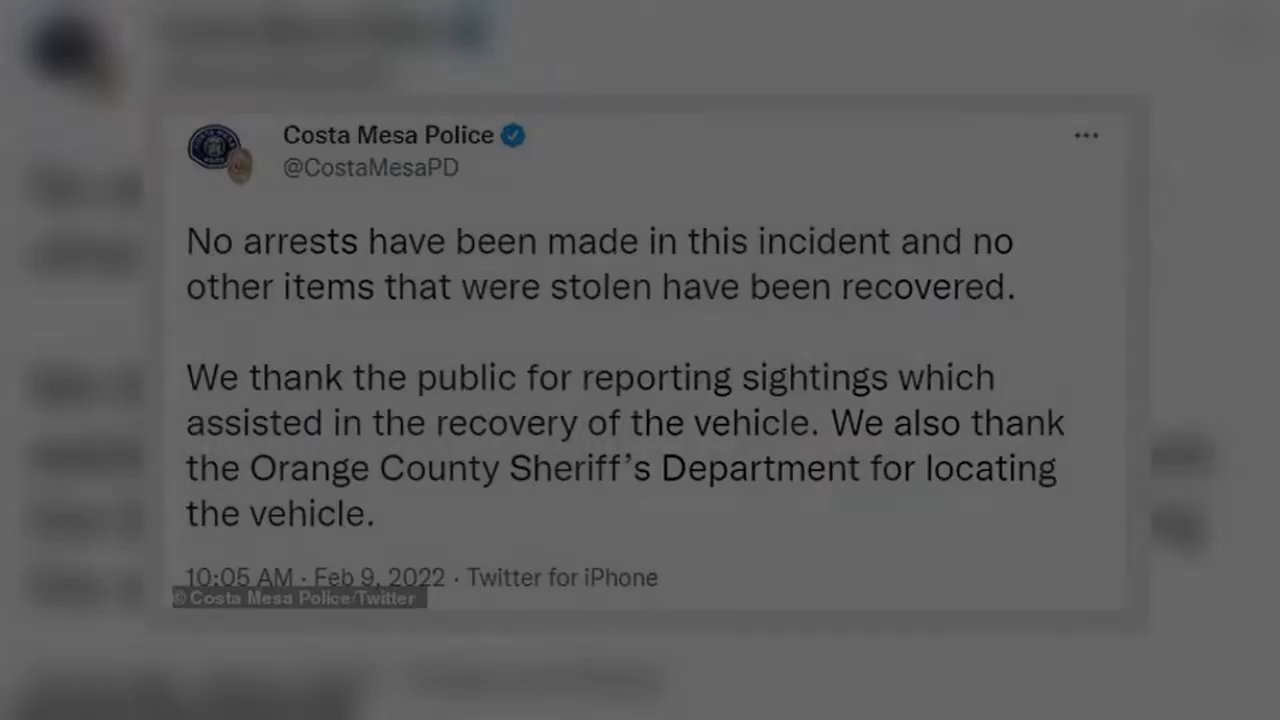 Costa Mesa Police
@CostaMesaPD
No arrests have been made in this incident and no
other items that were stolen have been recovered.
We thank the public for reporting sightings which
assisted in the recovery of the vehicle. We also thank
the Orange County Sheriff’s Department for locating
the vehicle.
10:05 AM · Feb 9, 2022 · Twitter for iPhone
© Costa Mesa Police/Twitter